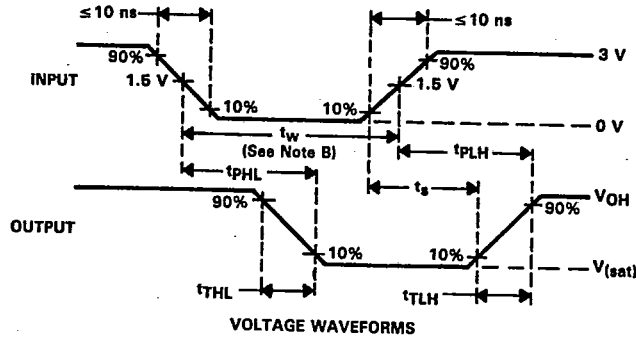 ≤10 ns
≤10 ns
90%
90%
3 V
INPUT
1.5 V
1.5 V
10%
10%
0 V
tw
(See Note B)
tPHL
tPLH
ts
90%
90%
VOH
OUTPUT
10%
10%
V(sat)
tTHL
tTLH
VOLTAGE WAVEFORMS